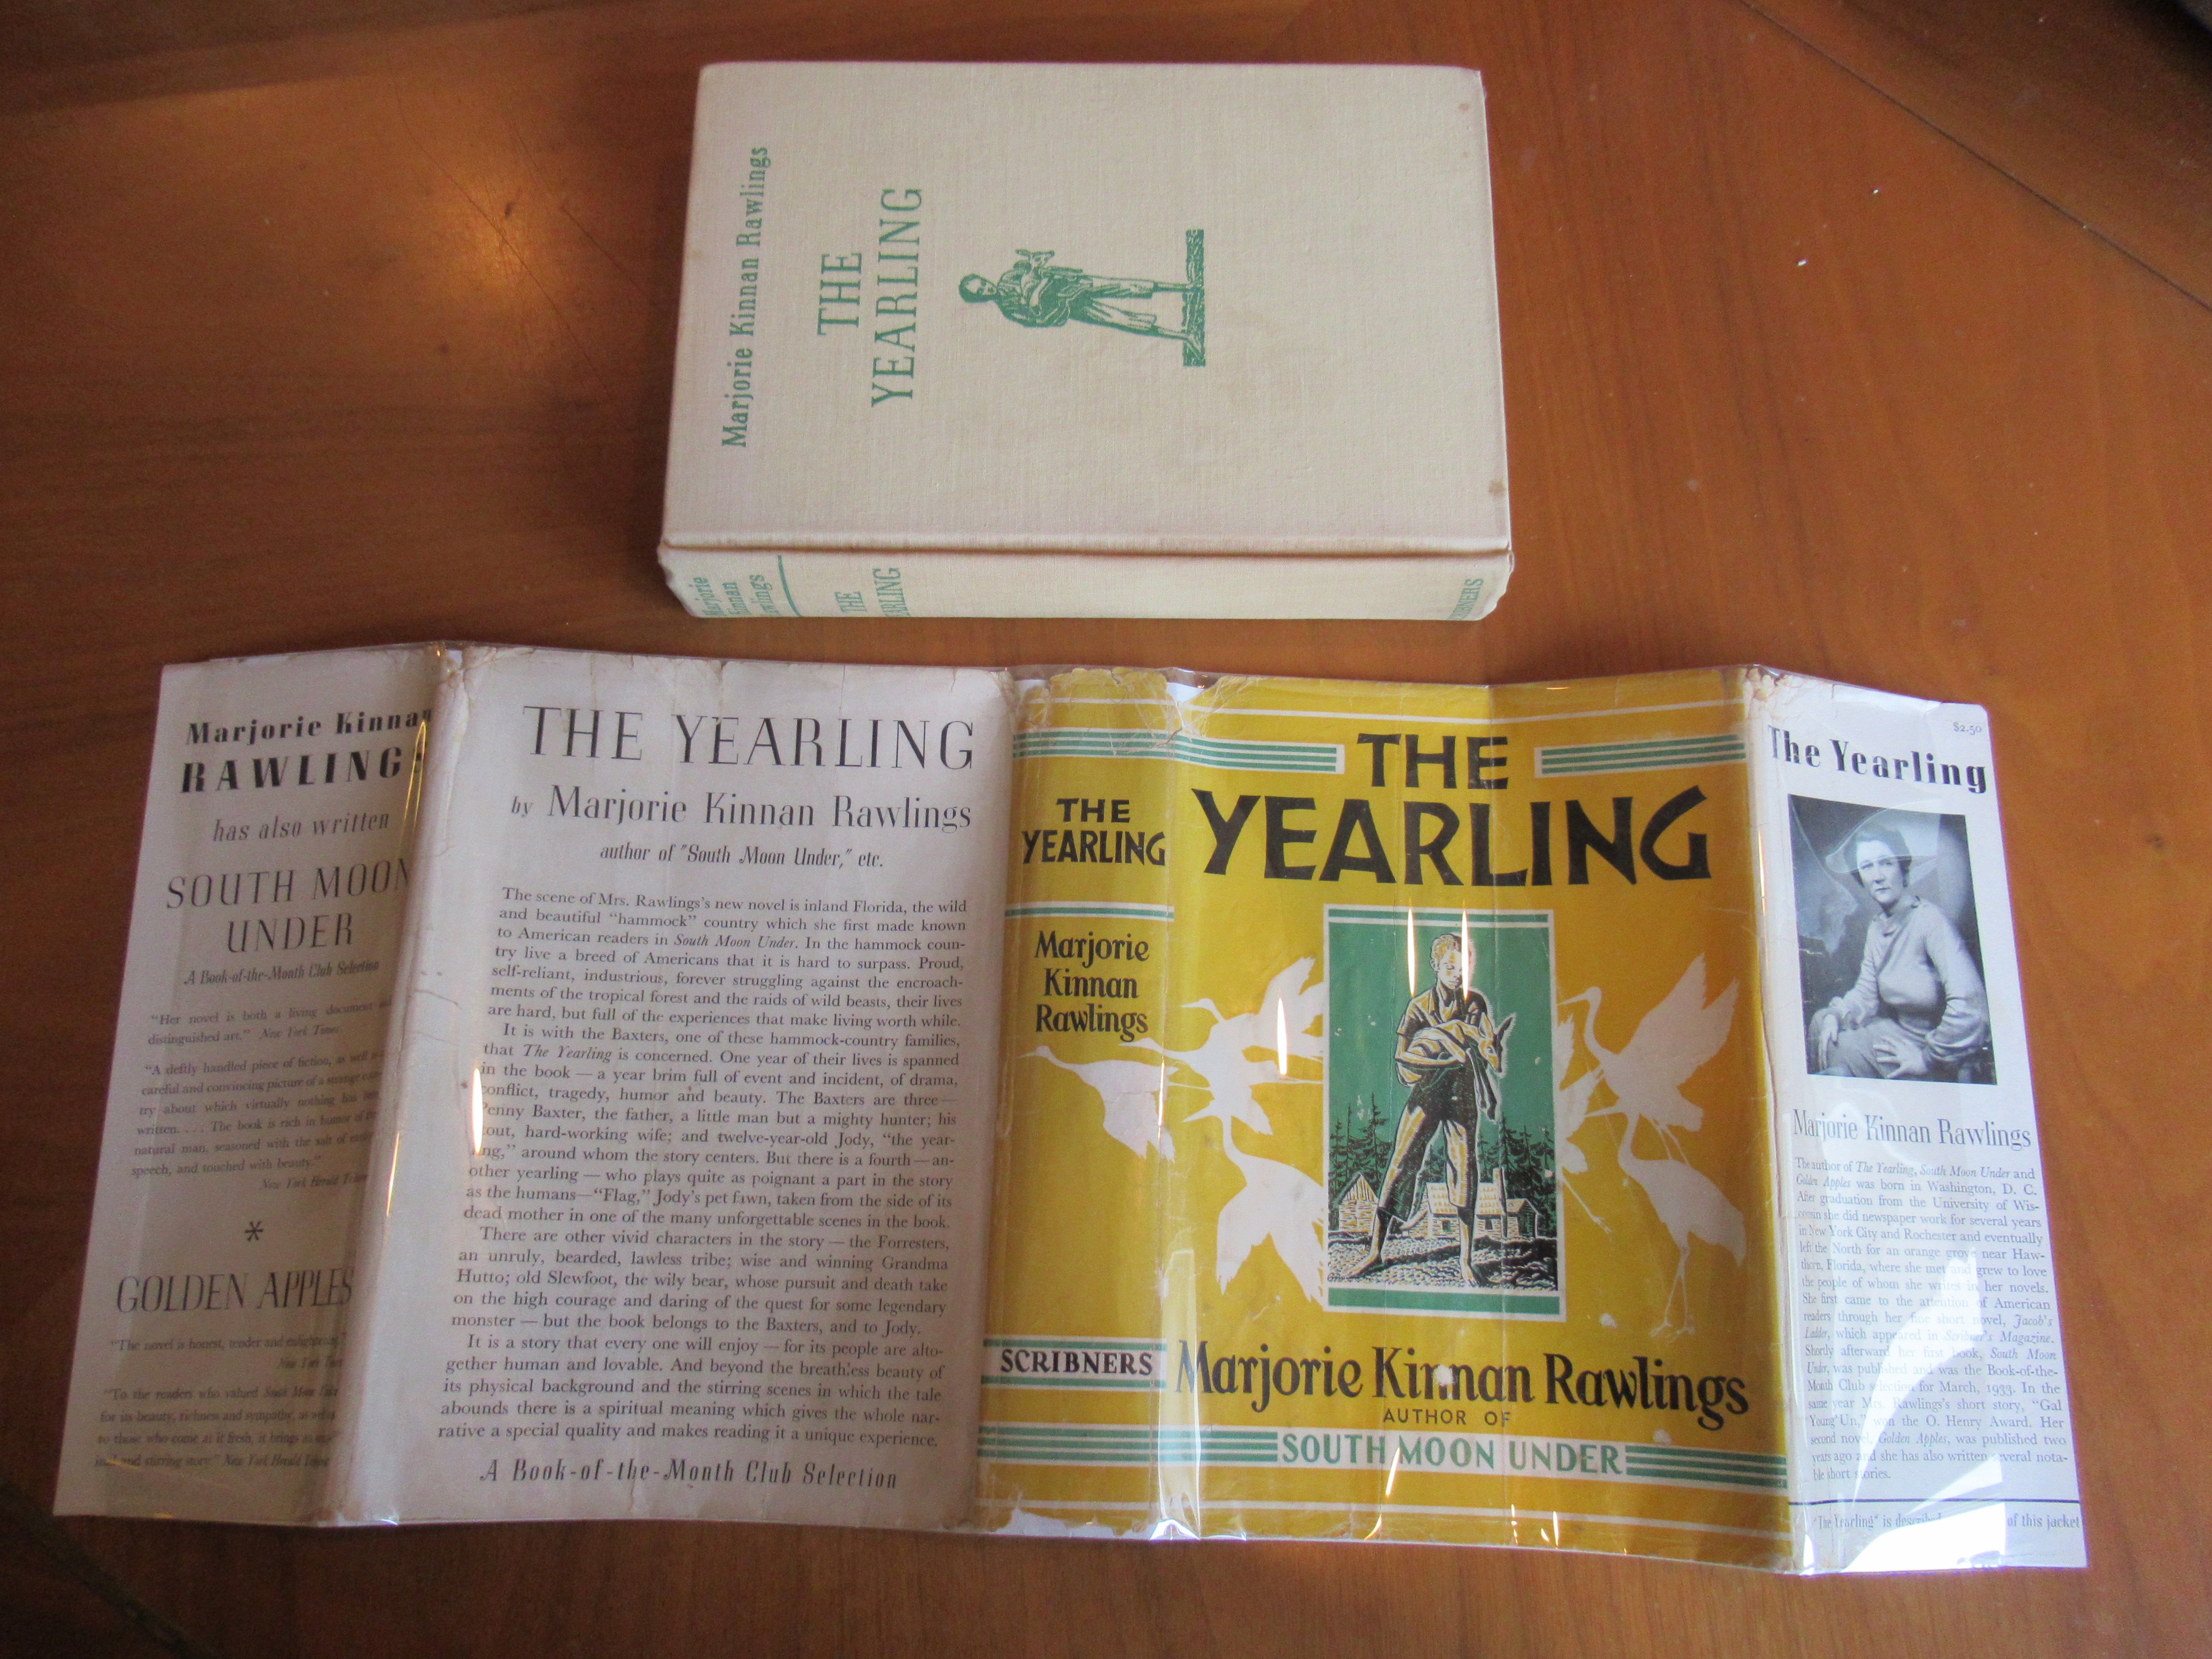 Marjorie Kinnan Rawlings
THE
YEARLING
Marjorie
Kinnan
THE
Marjorie Kinnan
RAWLINGS
has also written
SOUTH MOON
UNDER
A Book-of-the-Month Club Selection
"Her novel is both a living document
distinguished art." New York Times
"A deftly handled piece of fiction, as well
careful and convincing picture of a strange
try about which virtually nothing has
written. . . . The book is rich in humor of
natural man, seasoned with the salt of
speech, and touched with beauty."
New York Herald
*
GOLDEN APPLES
"The novel is honest, tender and enlightening."
New York
"To the readers who valued South Moon
for its beauty, richness and sympathy, as
to those who come at it fresh, it brings
and stirring story." New York Herald
THE YEARLING
by Marjorie Kinnan Rawlings
author of "South Moon Under," etc.
The scene of Mrs. Rawlings's new novel is inland Florida, the wild
and beautiful "hammock" country which she first made known
to American readers in South Moon Under. In the hammock coun-
try live a breed of Americans that it is hard to surpass. Proud,
self-reliant, industrious, forever struggling against the encroach-
ments of the tropical forest and the raids of wild beasts, their lives
are hard, but full of the experiences that make living worth while.
It is with the Baxters, one of these hammock-country families,
that The Yearling is concerned. One year of their lives is spanned
in the book — a year brim full of event and incident, of drama,
conflict, tragedy, humor and beauty. The Baxters are three —
Penny Baxter, the father, a little man but a mighty hunter; his
stout, hard-working wife; and twelve-year-old Jody, "the year-
ling," around whom the story centers. But there is a fourth — an-
other yearling — who plays quite as poignant a part in the story
as the humans—"Flag," Jody's pet fawn, taken from the side of its
dead mother in one of the many unforgettable scenes in the book.
There are other vivid characters in the story — the Forresters,
an unruly, bearded, lawless tribe; wise and winning Grandma
Hutto; old Slewfoot, the wily bear, whose pursuit and death take
on the high courage and daring of the quest for some legendary
monster — but the book belongs to the Baxters, and to Jody.
It is a story that every one will enjoy — for its people are alto-
gether human and lovable. And beyond the breathless beauty of
its physical background and the stirring scenes in which the tale
abounds there is a spiritual meaning which gives the whole nar-
rative a special quality and makes reading it a unique experience.
A Book-of-the-Month Club Selection
THE
YEARLING
Marjorie
Kinnan
Rawlings
SCRIBNERS
THE
YEARLING
Marjorie Kinnan Rawlings
AUTHOR OF
SOUTH MOON UNDER
$2.50
The Yearling
Marjorie Kinnan Rawlings
The author of The Yearling, South Moon Under and
Golden Apples was born in Washington, D. C.
After graduation from the University of Wis-
consin she did newspaper work for several years
in New York City and Rochester and eventually
left the North for an orange grove near Haw-
thorn, Florida, where she met and grew to love
the people of whom she writes in her novels.
She first came to the attention of American
readers through her fine short novel, Jacob's
Ladder, which appeared in Scribner's Magazine.
Shortly afterward her first book, South Moon
Under, was published and was the Book-of-the-
Month Club selection for March, 1933. In the
same year Mrs. Rawlings's short story, "Gal
Young Un," won the O. Henry Award. Her
second novel, Golden Apples, was published two
years ago and she has also written several nota-
ble short stories.
"The Yearling" is of this jacket